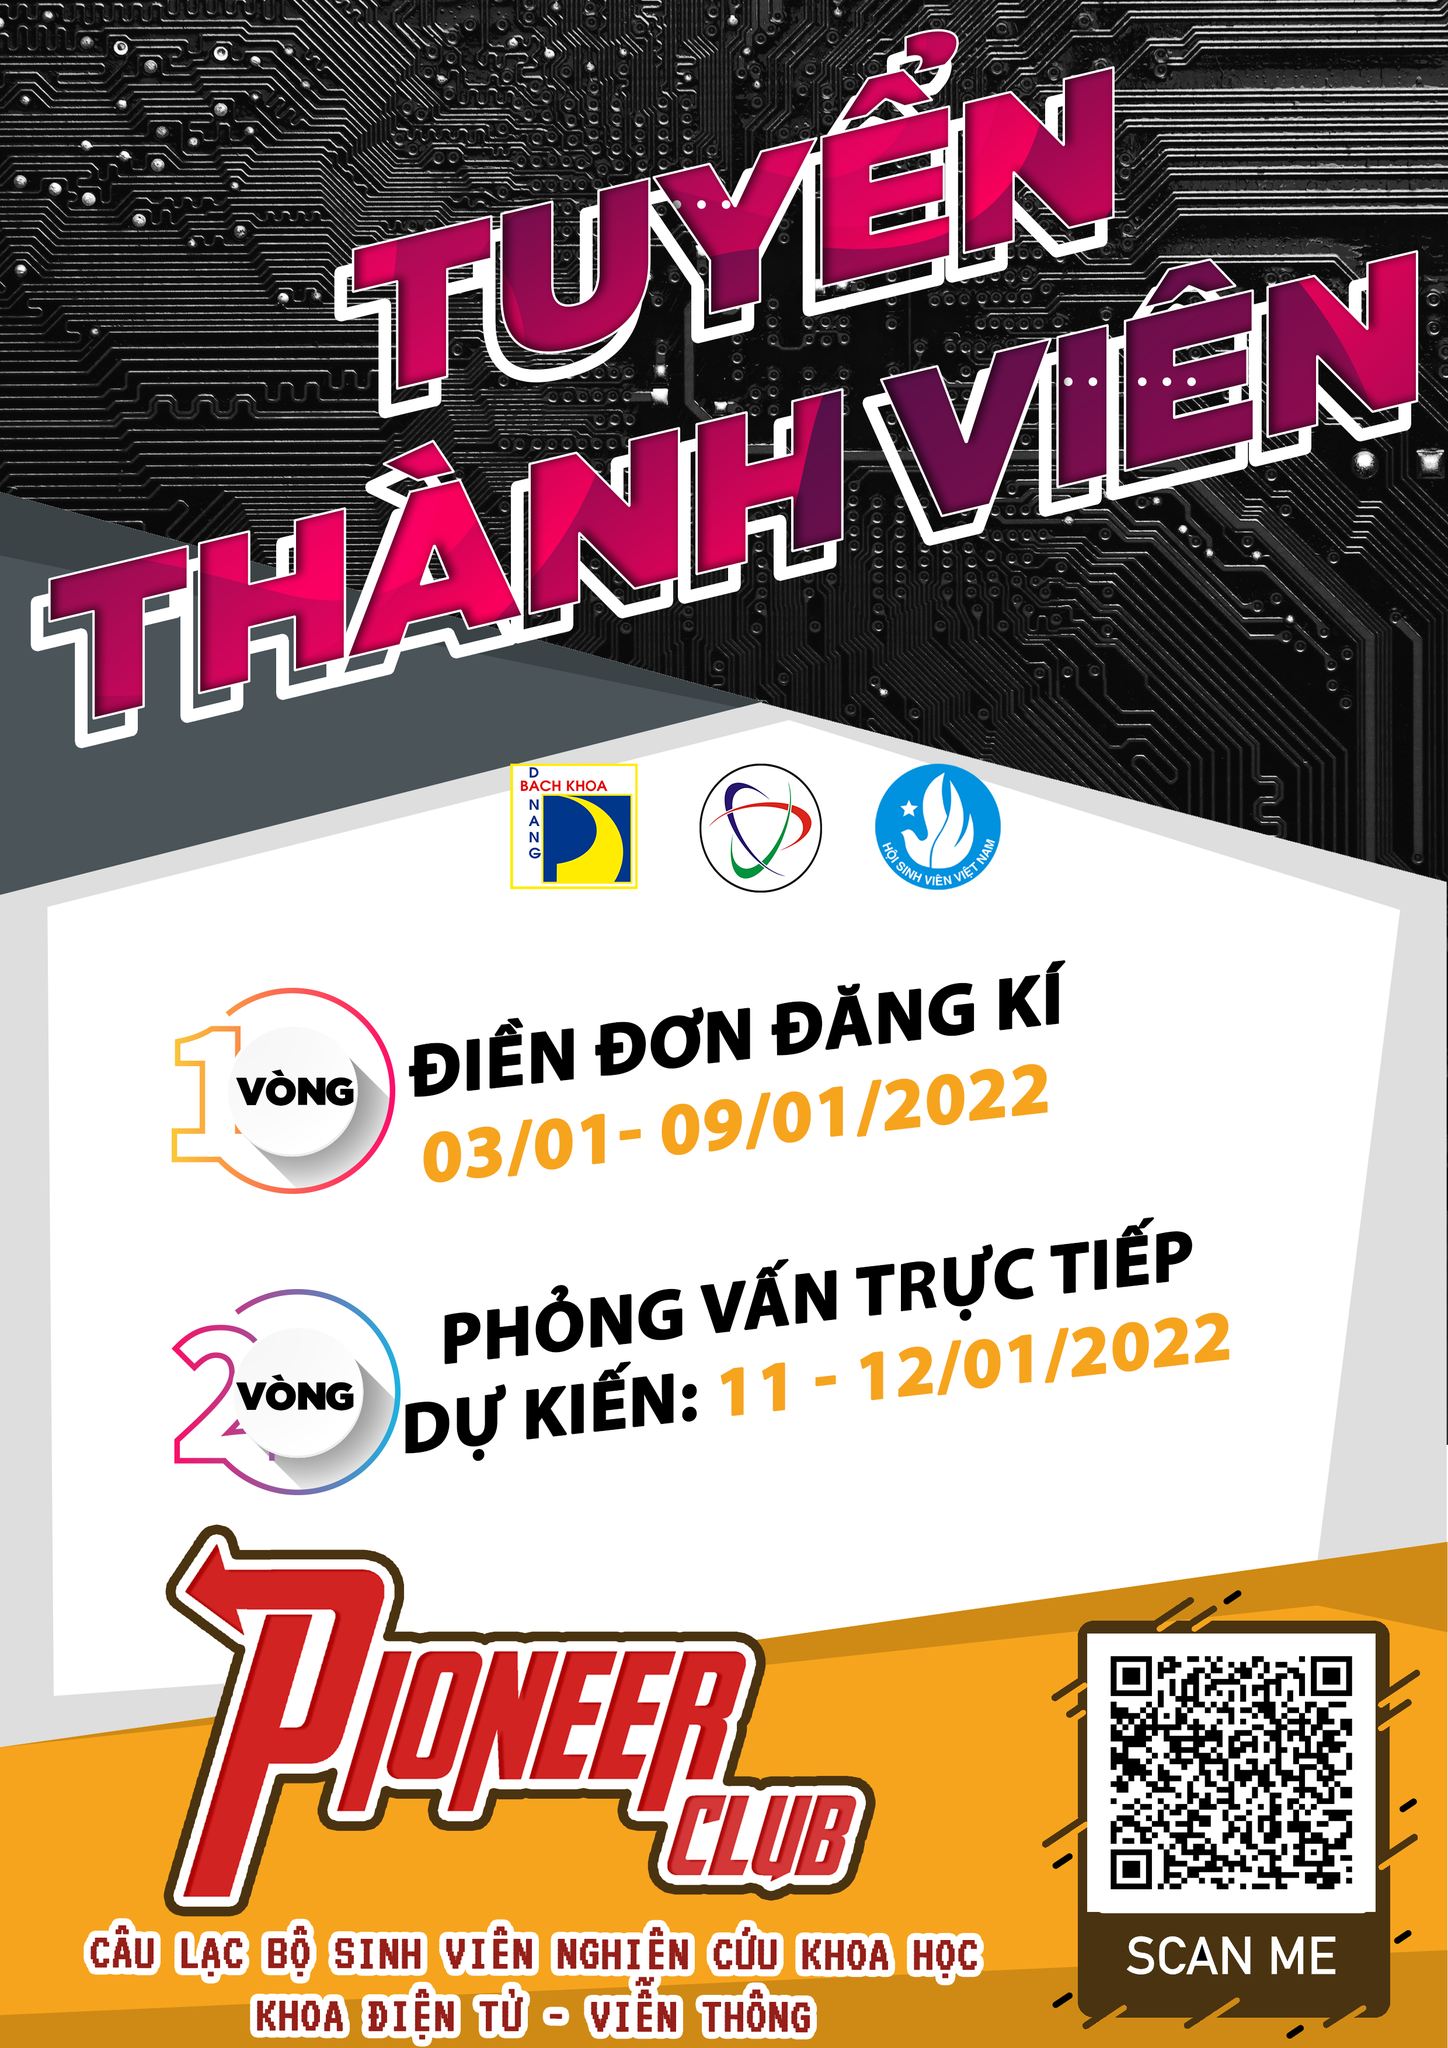 TUYỂN
THÀNH VIÊN
DANANG
BACH KHOA
HỘI SINH VIÊN VIỆT NAM
1 VÒNG
ĐIỀN ĐƠN ĐĂNG KÍ
03/01- 09/01/2022
2 VÒNG
PHỎNG VẤN TRỰC TIẾP
DỰ KIẾN: 11 - 12/01/2022
PIONEER
CLUB
CÂU LẠC BỘ SINH VIÊN NGHIÊN CỨU KHOA HỌC
KHOA ĐIỆN TỬ - VIỄN THÔNG
SCAN ME